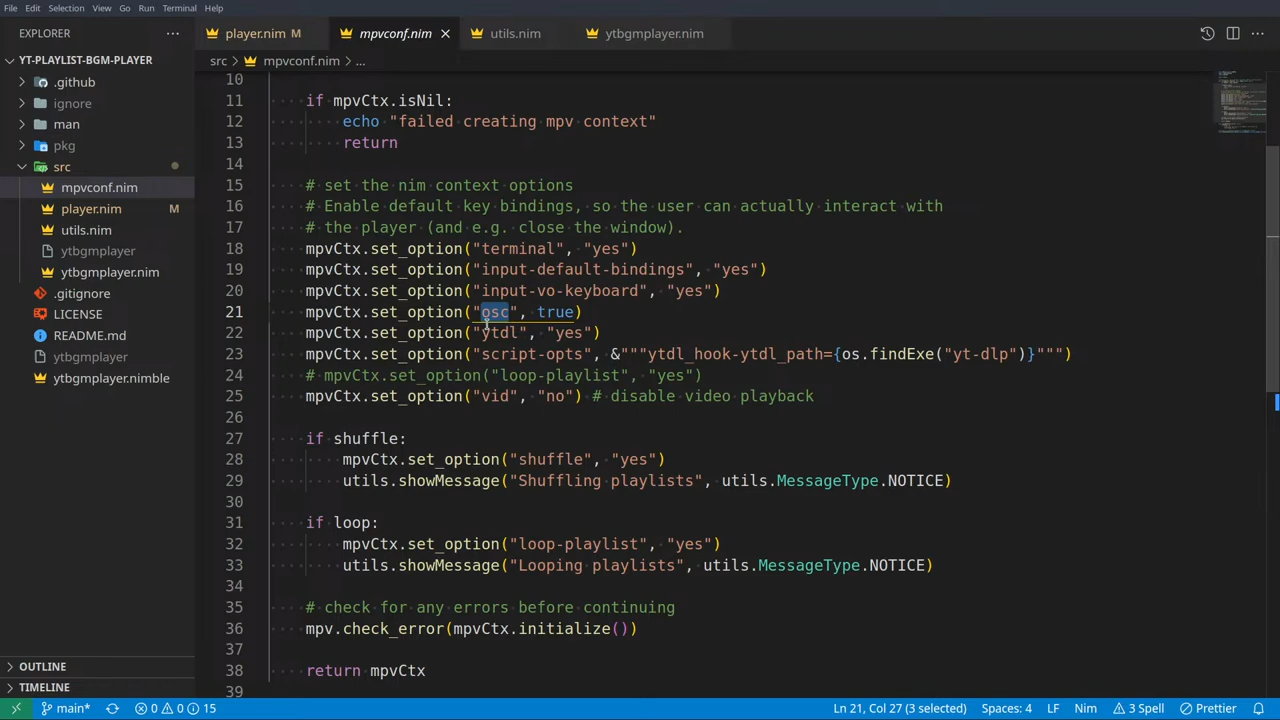 File Edit Selection View Go Run Terminal Help
EXPLORER
YT-PLAYLIST-BGM-PLAYER
.github
ignore
man
pkg
src
mpvconf.nim
player.nim M
utils.nim
ytbgmplayer
ytbgmplayer.nim
.gitignore
LICENSE
README.md
ytbgmplayer
ytbgmplayer.nimble
OUTLINE
TIMELINE
player.nim M mpvconf.nim utils.nim ytbgmplayer.nim
src > mpvconf.nim > ...
10
11 if mpvCtx.isNil:
12 echo "failed creating mpv context"
13 return
14
15 # set the nim context options
16 # Enable default key bindings, so the user can actually interact with
17 # the player (and e.g. close the window).
18 mpvCtx.set_option("terminal", "yes")
19 mpvCtx.set_option("input-default-bindings", "yes")
20 mpvCtx.set_option("input-vo-keyboard", "yes")
21 mpvCtx.set_option("osc", true)
22 mpvCtx.set_option("ytdl", "yes")
23 mpvCtx.set_option("script-opts", &"""ytdl_hook-ytdl_path={os.findExe("yt-dlp")}""")
24 # mpvCtx.set_option("loop-playlist", "yes")
25 mpvCtx.set_option("vid", "no") # disable video playback
26
27 if shuffle:
28 mpvCtx.set_option("shuffle", "yes")
29 utils.showMessage("Shuffling playlists", utils.MessageType.NOTICE)
30
31 if loop:
32 mpvCtx.set_option("loop-playlist", "yes")
33 utils.showMessage("Looping playlists", utils.MessageType.NOTICE)
34
35 # check for any errors before continuing
36 mpv.check_error(mpvCtx.initialize())
37
38 return mpvCtx
39
main* 0 0 15 Ln 21, Col 27 (3 selected) Spaces: 4 LF Nim 3 Spell Prettier